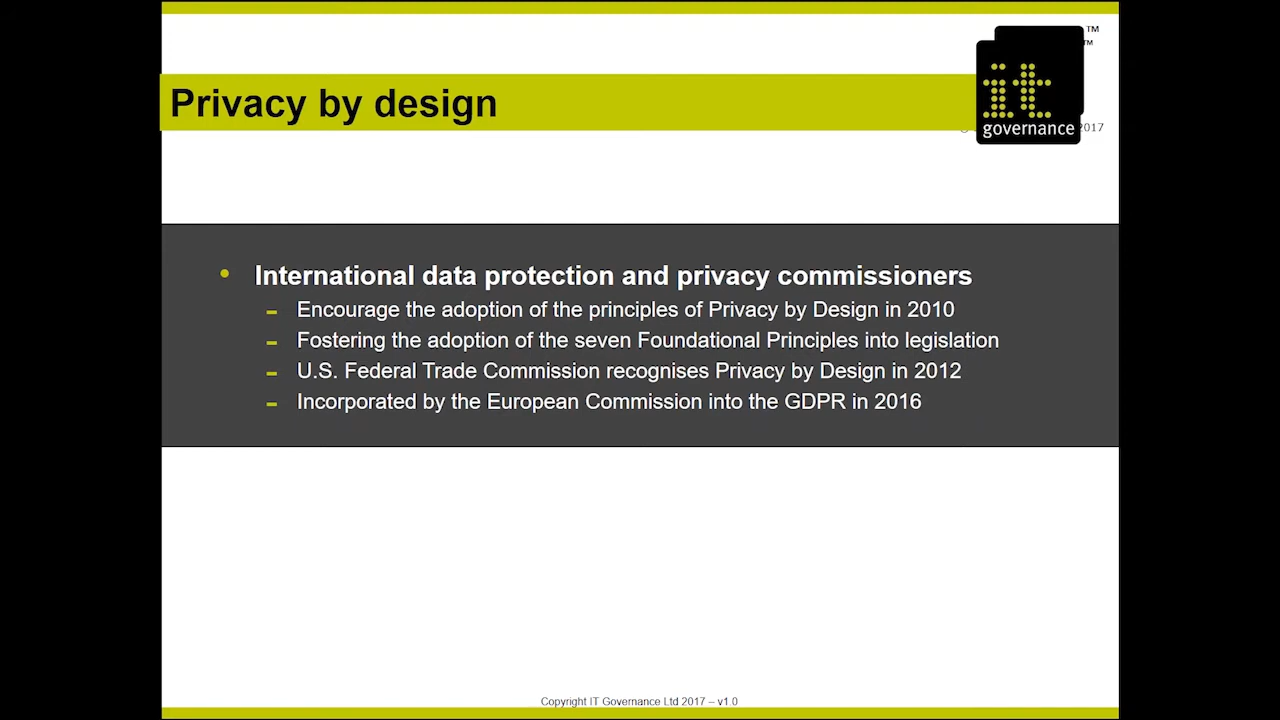 TM
TM
Privacy by design
it
governance
2017
• International data protection and privacy commissioners
– Encourage the adoption of the principles of Privacy by Design in 2010
– Fostering the adoption of the seven Foundational Principles into legislation
– U.S. Federal Trade Commission recognises Privacy by Design in 2012
– Incorporated by the European Commission into the GDPR in 2016
Copyright IT Governance Ltd 2017 – v1.0